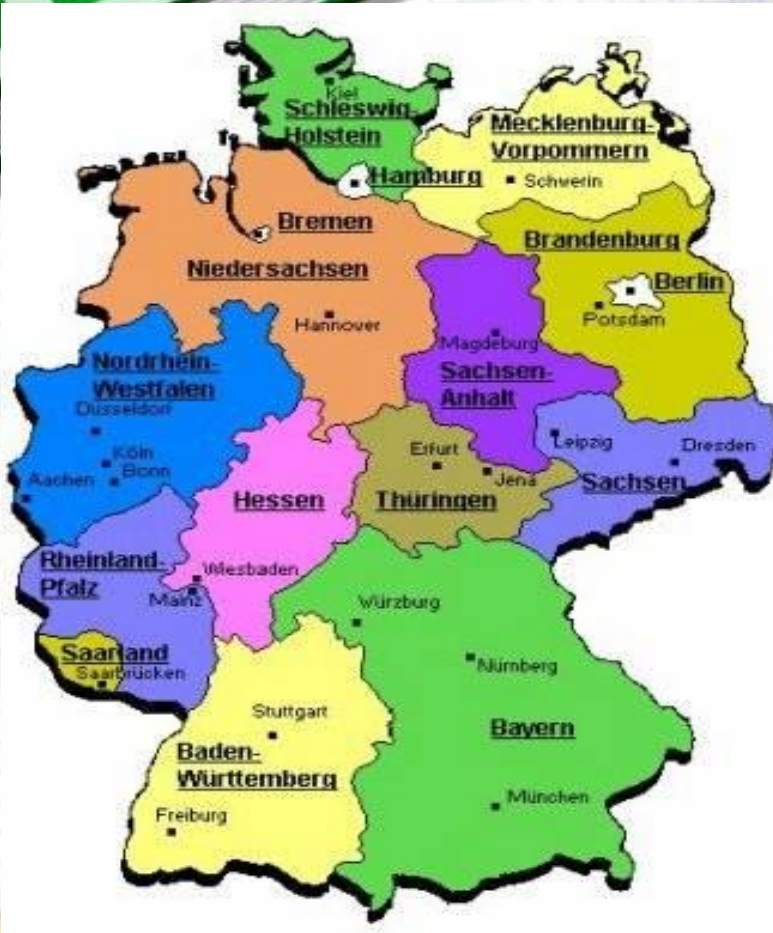 Kiel
Schleswig-
Holstein
Mecklenburg-
Vorpommern
Hamburg
Schwerin
Bremen
Brandenburg
Niedersachsen
Berlin
Hannover
Potsdam
Magdeburg
Nordrhein-
Westfalen
Sachsen-
Anhalt
Düsseldorf
Köln
Bonn
Aachen
Erfurt
Jena
Leipzig
Dresden
Hessen
Thüringen
Sachsen
Rheinland-
Pfalz
Wiesbaden
Mainz
Würzburg
Saarland
Saarbrücken
Nürnberg
Stuttgart
Bayern
Baden-
Württemberg
München
Freiburg